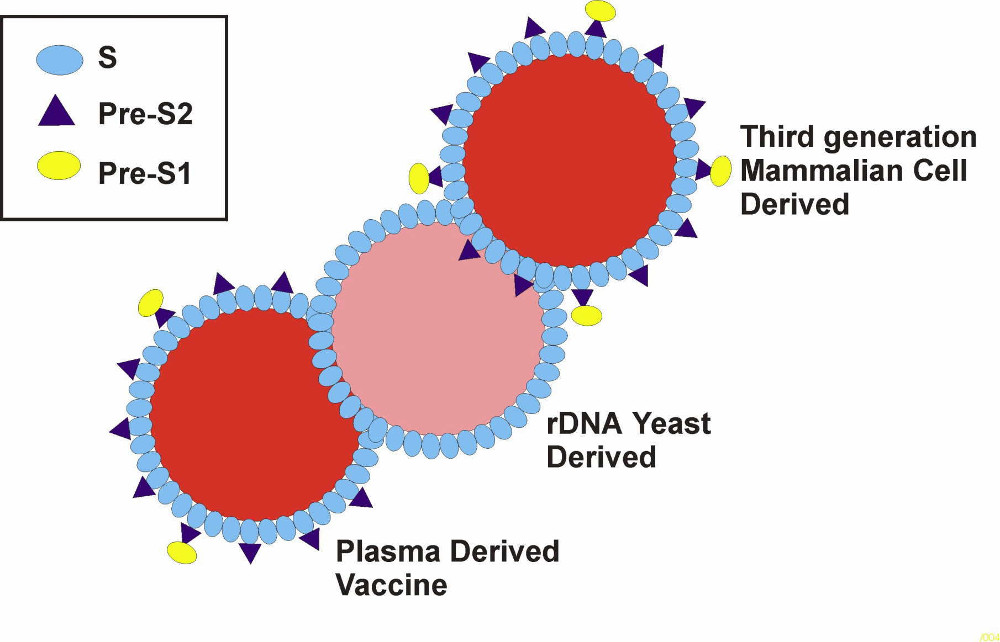 S
Pre-S2
Pre-S1
Third generation
Mammalian Cell
Derived
rDNA Yeast
Derived
Plasma Derived
Vaccine
/004